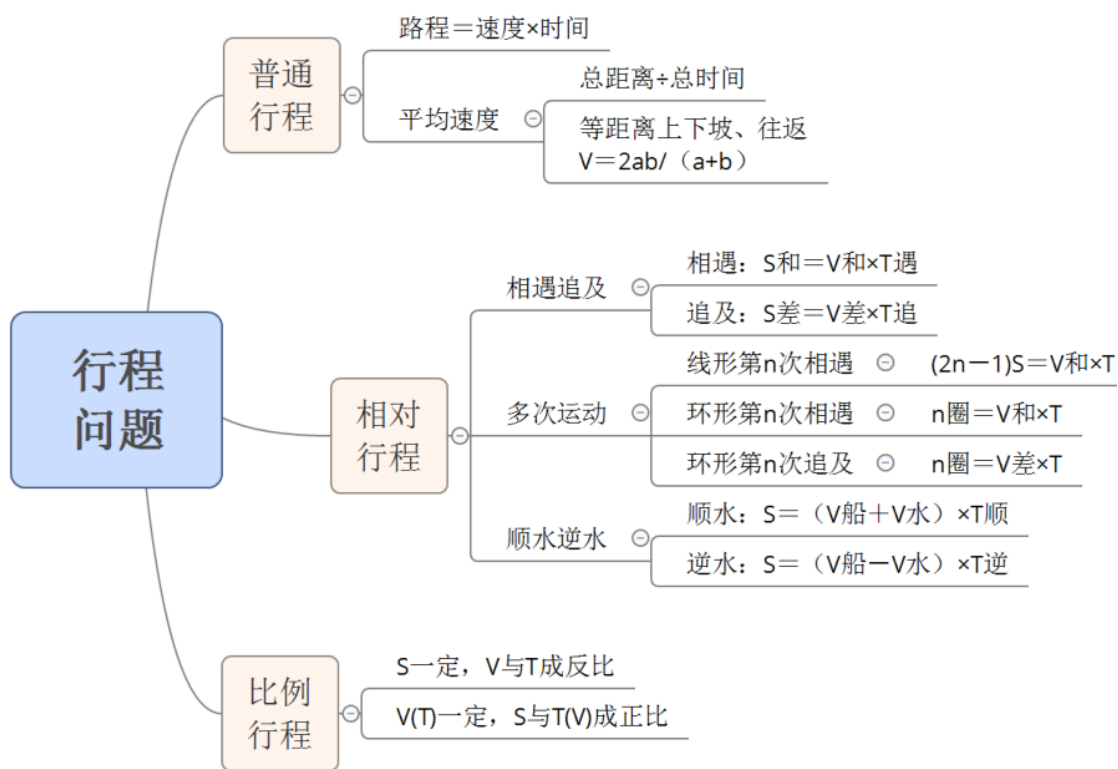 行程
问题
普通
行程
路程＝速度×时间
平均速度
总距离÷总时间
等距离上下坡、往返
V＝2ab/（a+b）
相对
行程
相遇追及
相遇：S和＝V和×T遇
追及：S差＝V差×T追
多次运动
线形第n次相遇
(2n－1)S＝V和×T
环形第n次相遇
n圈＝V和×T
环形第n次追及
n圈＝V差×T
顺水逆水
顺水：S＝（V船＋V水）×T顺
逆水：S＝（V船－V水）×T逆
比例
行程
S一定，V与T成反比
V(T)一定，S与T(V)成正比